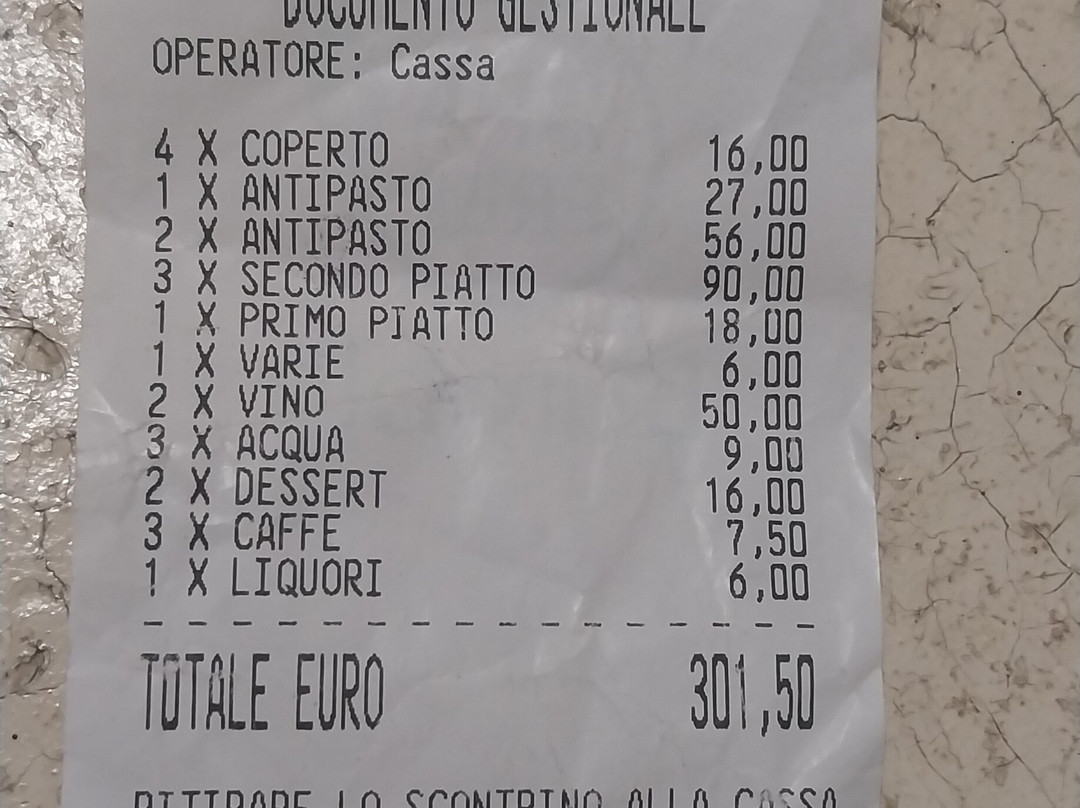 DOCUMENTO GESTIONALE
OPERATORE: Cassa
4 X COPERTO 16,00
1 X ANTIPASTO 27,00
2 X ANTIPASTO 56,00
3 X SECONDO PIATTO 90,00
1 X PRIMO PIATTO 18,00
1 X VARIE 6,00
2 X VINO 50,00
3 X ACQUA 9,00
2 X DESSERT 16,00
3 X CAFFE 7,50
1 X LIQUORI 6,00
- - - - - - - - - - - - - - - - - - -
TOTALE EURO 301,50
RITIRARE LO SCONTRINO ALLA CASSA